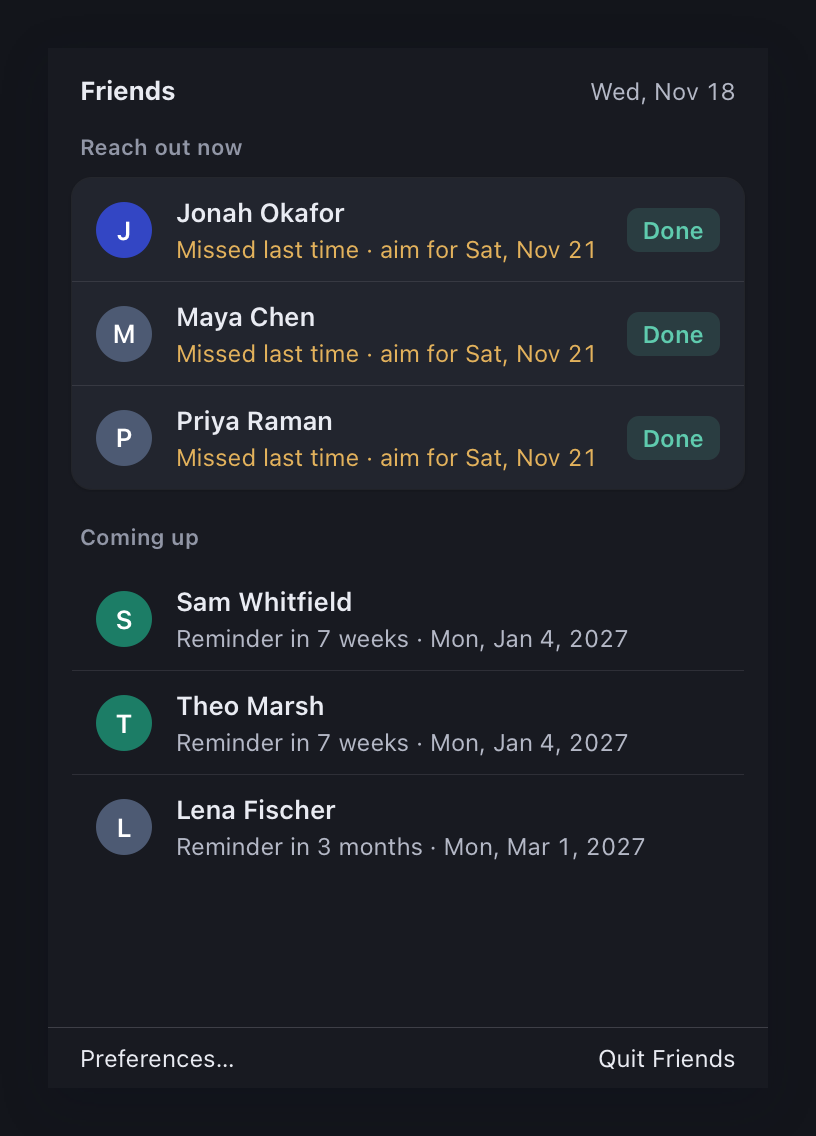 Friends
Wed, Nov 18
Reach out now
J
Jonah Okafor
Missed last time · aim for Sat, Nov 21
Done
M
Maya Chen
Missed last time · aim for Sat, Nov 21
Done
P
Priya Raman
Missed last time · aim for Sat, Nov 21
Done
Coming up
S
Sam Whitfield
Reminder in 7 weeks · Mon, Jan 4, 2027
T
Theo Marsh
Reminder in 7 weeks · Mon, Jan 4, 2027
L
Lena Fischer
Reminder in 3 months · Mon, Mar 1, 2027
Preferences...
Quit Friends